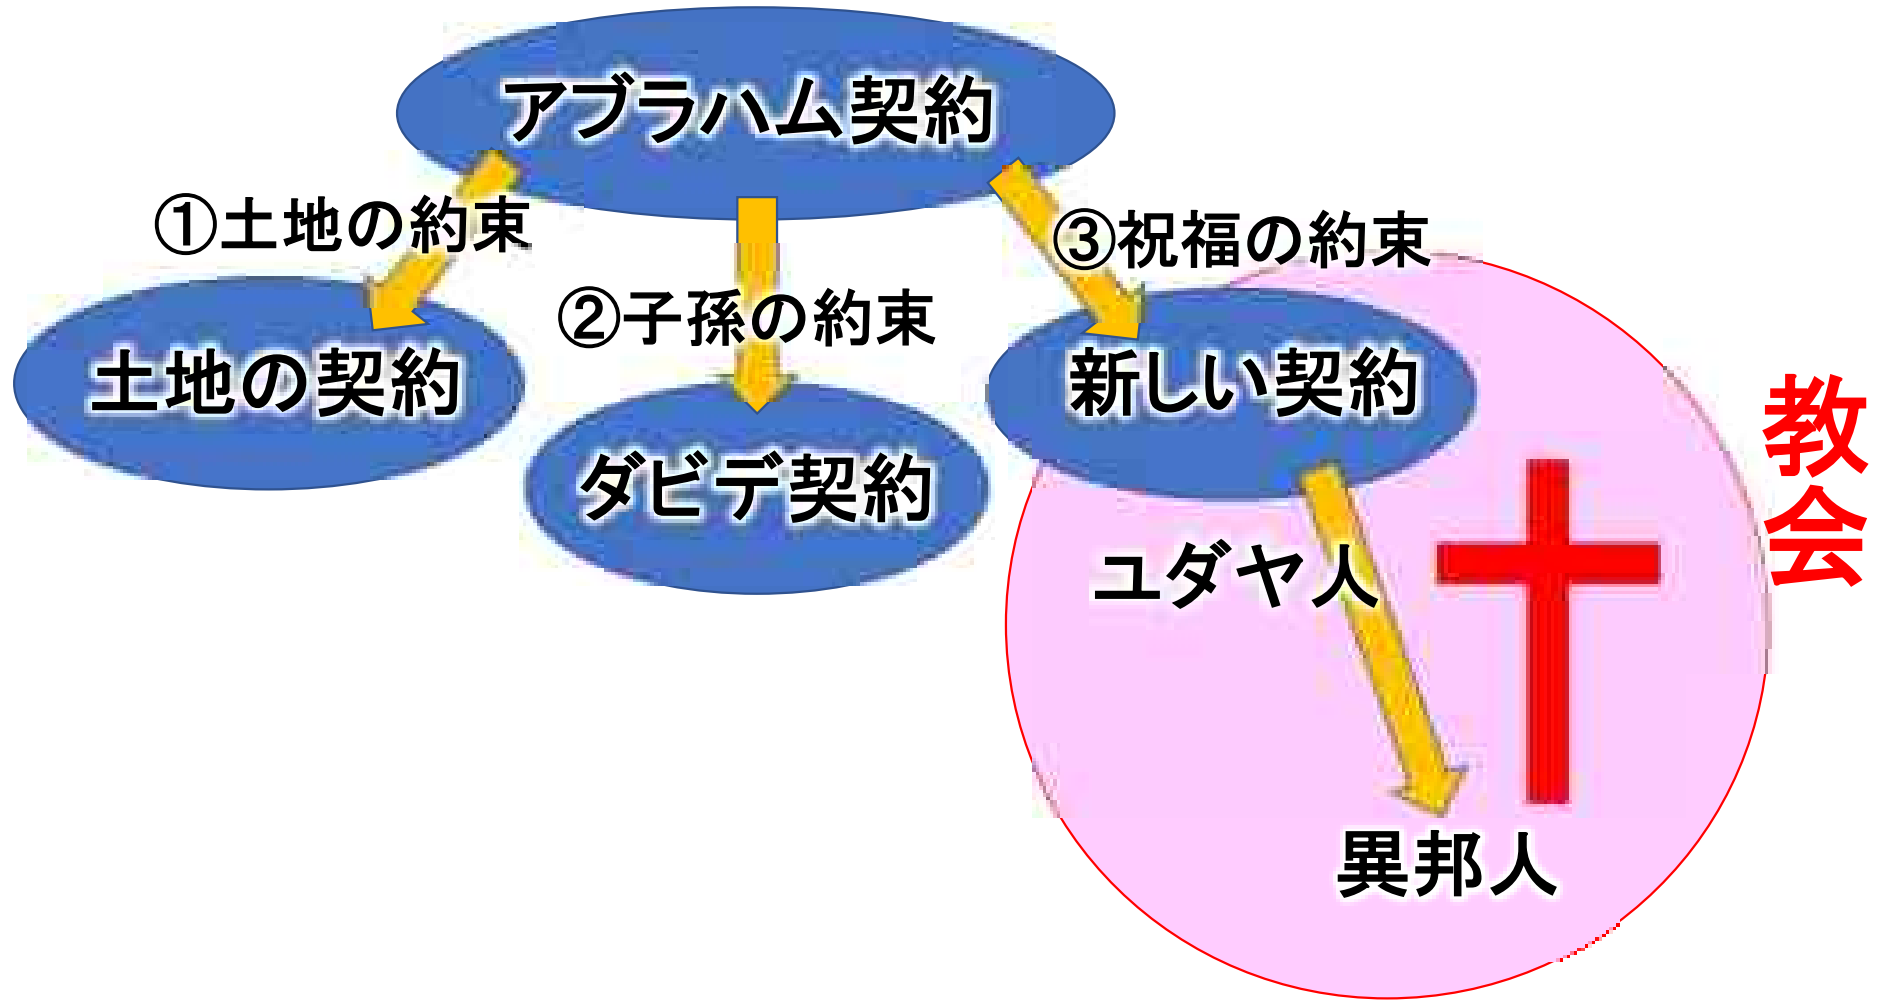 アブラハム契約
①土地の約束
②子孫の約束
③祝福の約束
土地の契約
ダビデ契約
新しい契約
教会
ユダヤ人
異邦人